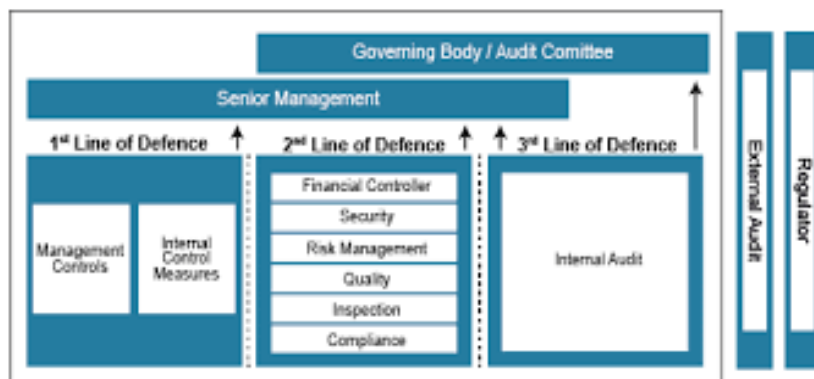 Governing Body / Audit Comittee
Senior Management
1st Line of Defence
2nd Line of Defence
3rd Line of Defence
Management
Controls
Internal
Control
Measures
Financial Controller
Security
Risk Management
Quality
Inspection
Compliance
Internal Audit
External Audit
Regulator